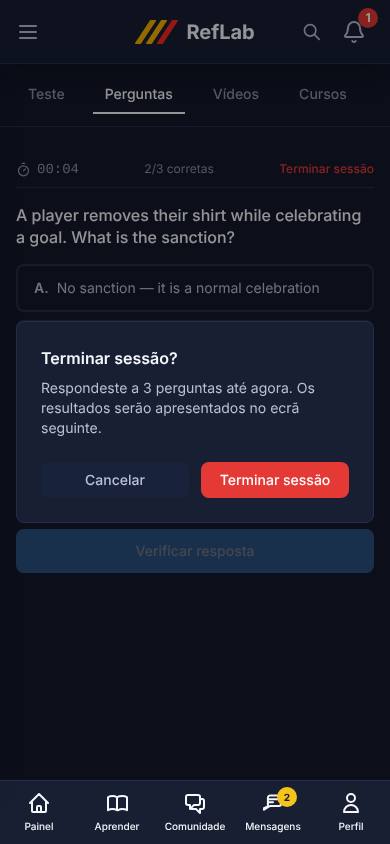 RefLab
1
Teste
Perguntas
Vídeos
Cursos
00:04
2/3 corretas
Terminar sessão
A player removes their shirt while celebrating
a goal. What is the sanction?
A. No sanction — it is a normal celebration
Terminar sessão?
Respondeste a 3 perguntas até agora. Os
resultados serão apresentados no ecrã
seguinte.
Cancelar
Terminar sessão
Verificar resposta
2
Painel
Aprender
Comunidade
Mensagens
Perfil